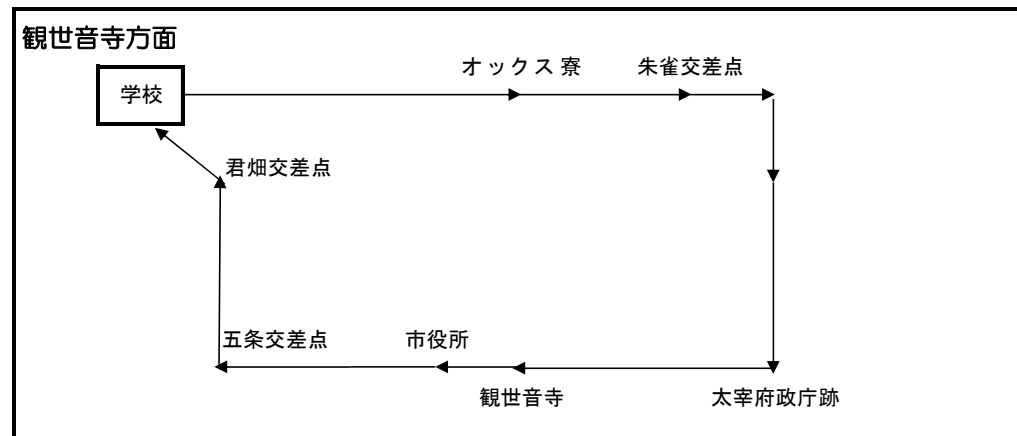 観世音寺方面
オックス寮
朱雀交差点
学校
君畑交差点
五条交差点
市役所
観世音寺
太宰府政庁跡